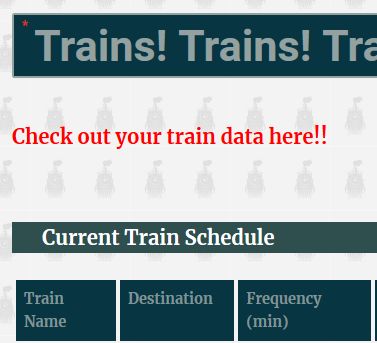 * Trains! Trains! Tra
Check out your train data here!!
Current Train Schedule
Train Name
Destination
Frequency (min)